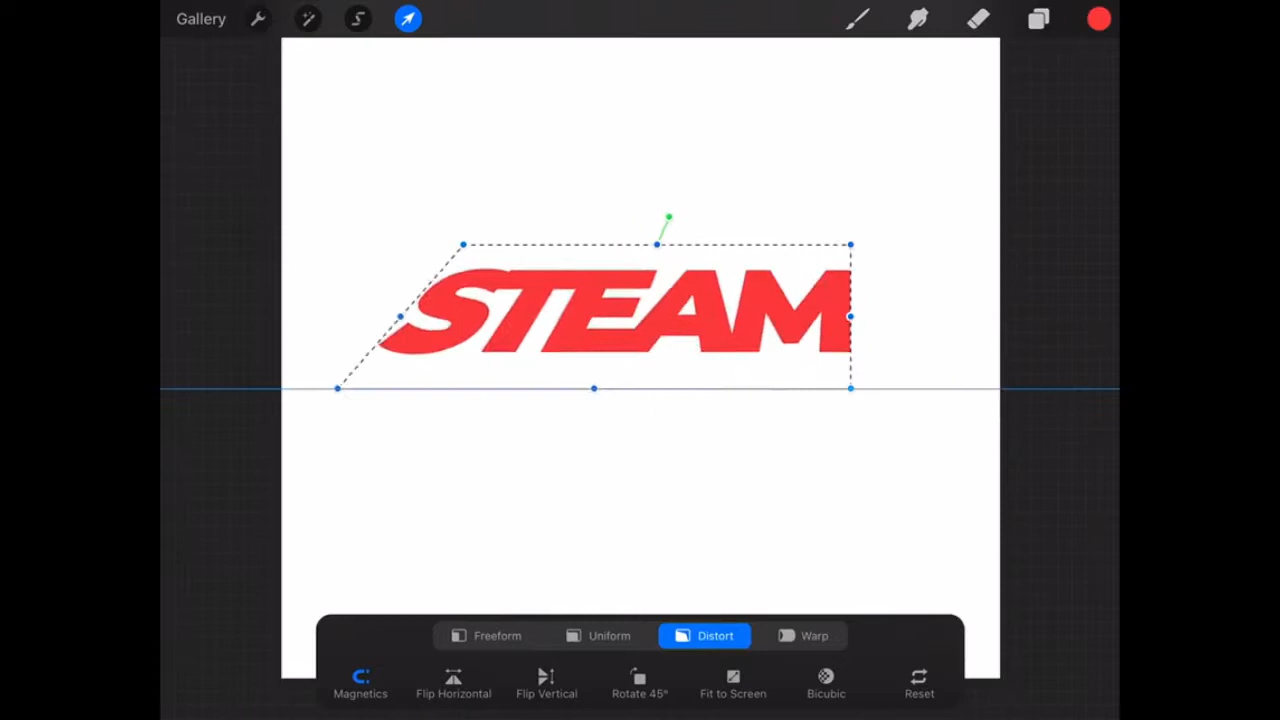 Gallery
STEAM
Freeform Uniform Distort Warp
Magnetics Flip Horizontal Flip Vertical Rotate 45° Fit to Screen Bicubic Reset